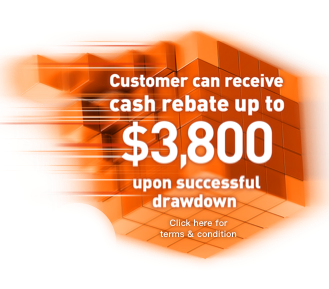 Customer can receive
cash rebate up to
$3,800
upon successful
drawdown
Click here for
terms & condition